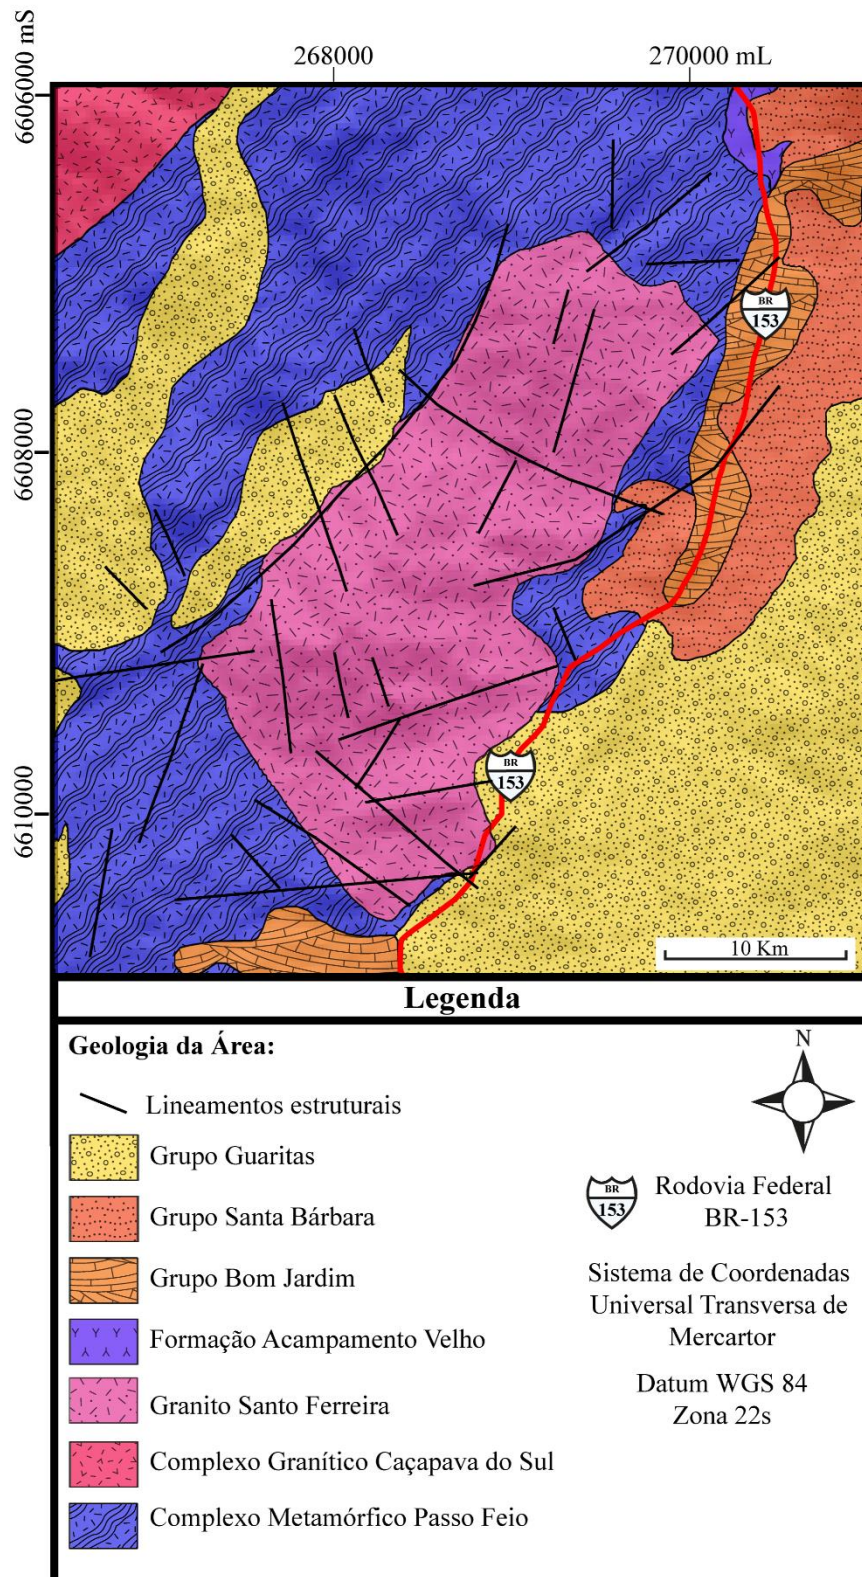 268000
270000 mL
6606000 mS
6608000
6610000
BR
153
BR
153
10 Km
Legenda
Geologia da Área:
N
Lineamentos estruturais
Grupo Guaritas
Grupo Santa Bárbara
Grupo Bom Jardim
Formação Acampamento Velho
Granito Santo Ferreira
Complexo Granítico Caçapava do Sul
Complexo Metamórfico Passo Feio
BR
153
Rodovia Federal
BR-153
Sistema de Coordenadas
Universal Transversa de
Mercartor
Datum WGS 84
Zona 22s